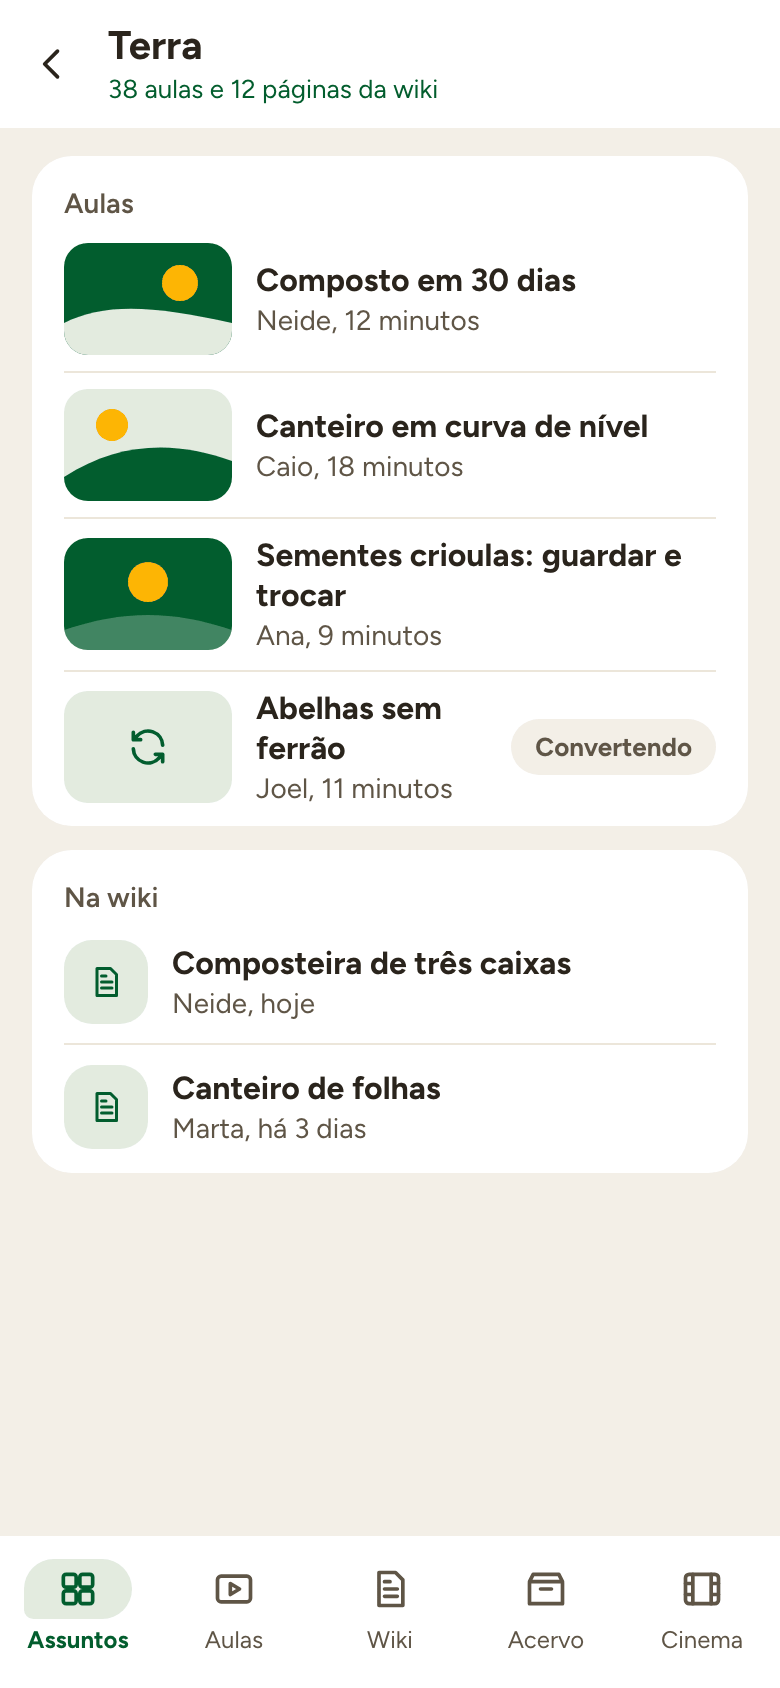 Terra
38 aulas e 12 páginas da wiki
Aulas
Composto em 30 dias
Neide, 12 minutos
Canteiro em curva de nível
Caio, 18 minutos
Sementes crioulas: guardar e
trocar
Ana, 9 minutos
Abelhas sem
ferrão
Joel, 11 minutos
Convertendo
Na wiki
Composteira de três caixas
Neide, hoje
Canteiro de folhas
Marta, há 3 dias
Assuntos
Aulas
Wiki
Acervo
Cinema